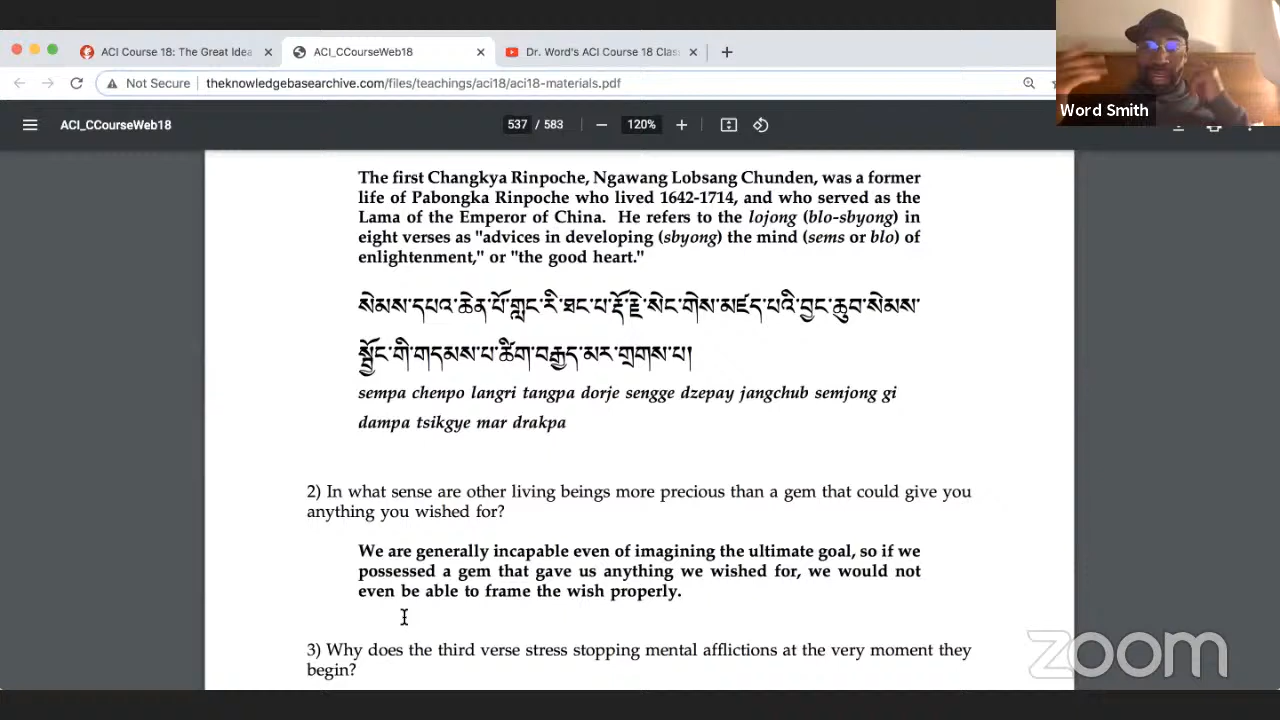 ACI Course 18: The Great Idea
ACI_CCourseWeb18
Dr. Word's ACI Course 18 Clas
Not Secure theknowledgebasearchive.com/files/teachings/aci18/aci18-materials.pdf
ACI_CCourseWeb18
537 / 583
120%
Word Smith
The first Changkya Rinpoche, Ngawang Lobsang Chunden, was a former
life of Pabongka Rinpoche who lived 1642-1714, and who served as the
Lama of the Emperor of China. He refers to the lojong (blo-sbyong) in
eight verses as "advices in developing (sbyong) the mind (sems or blo) of
enlightenment," or "the good heart."
སེམས་དཔའ་ཆེན་པོ་གླང་རི་ཐང་པ་རྡོ་རྗེ་སེང་གེས་མཛད་པའི་བྱང་ཆུབ་སེམས་
སྦྱོང་གི་གདམས་པ་ཚིག་བརྒྱད་མར་གྲགས་པ།
sempa chenpo langri tangpa dorje sengge dzepay jangchub semjong gi
dampa tsikgye mar drakpa
2) In what sense are other living beings more precious than a gem that could give you
anything you wished for?
We are generally incapable even of imagining the ultimate goal, so if we
possessed a gem that gave us anything we wished for, we would not
even be able to frame the wish properly.
3) Why does the third verse stress stopping mental afflictions at the very moment they
begin?
zoom